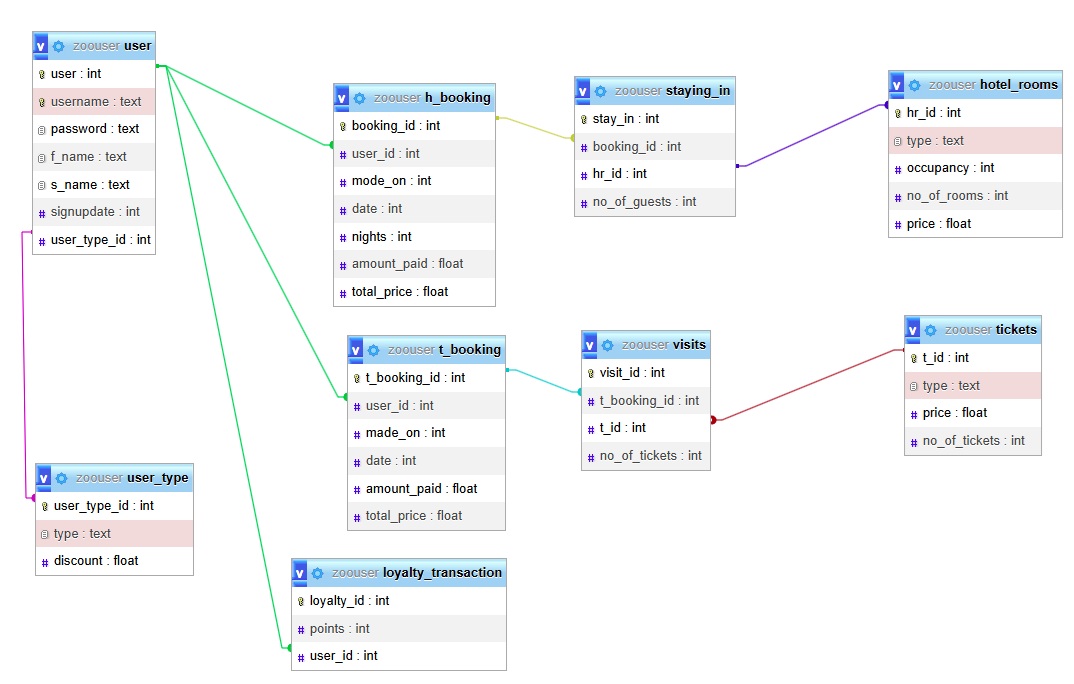 zoouser user
user : int
username : text
password : text
f_name : text
s_name : text
signupdate : int
user_type_id : int
zoouser h_booking
booking_id : int
user_id : int
mode_on : int
date : int
nights : int
amount_paid : float
total_price : float
zoouser staying_in
stay_in : int
booking_id : int
hr_id : int
no_of_guests : int
zoouser hotel_rooms
hr_id : int
type : text
occupancy : int
no_of_rooms : int
price : float
zoouser t_booking
t_booking_id : int
user_id : int
made_on : int
date : int
amount_paid : float
total_price : float
zoouser visits
visit_id : int
t_booking_id : int
t_id : int
no_of_tickets : int
zoouser tickets
t_id : int
type : text
price : float
no_of_tickets : int
zoouser user_type
user_type_id : int
type : text
discount : float
zoouser loyalty_transaction
loyalty_id : int
points : int
user_id : int